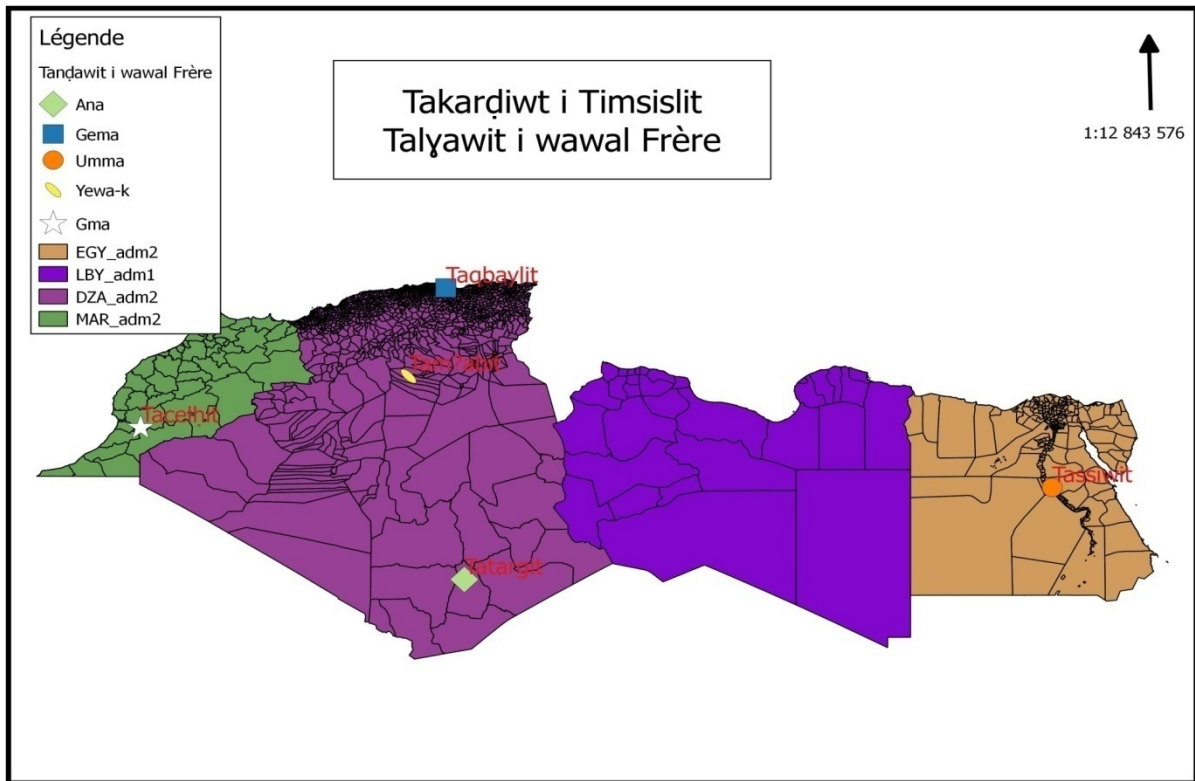 Légende
Tanḍawit i wawal Frère
Ana
Gema
Umma
Yewa-k
Gma
EGY_adm2
LBY_adm1
DZA_adm2
MAR_adm2
Takarḍiwt i Timsislit
Talɣawit i wawal Frère
1:12 843 576
Taqbaylit
Tacelḥit
Tassiwit
Tatargit